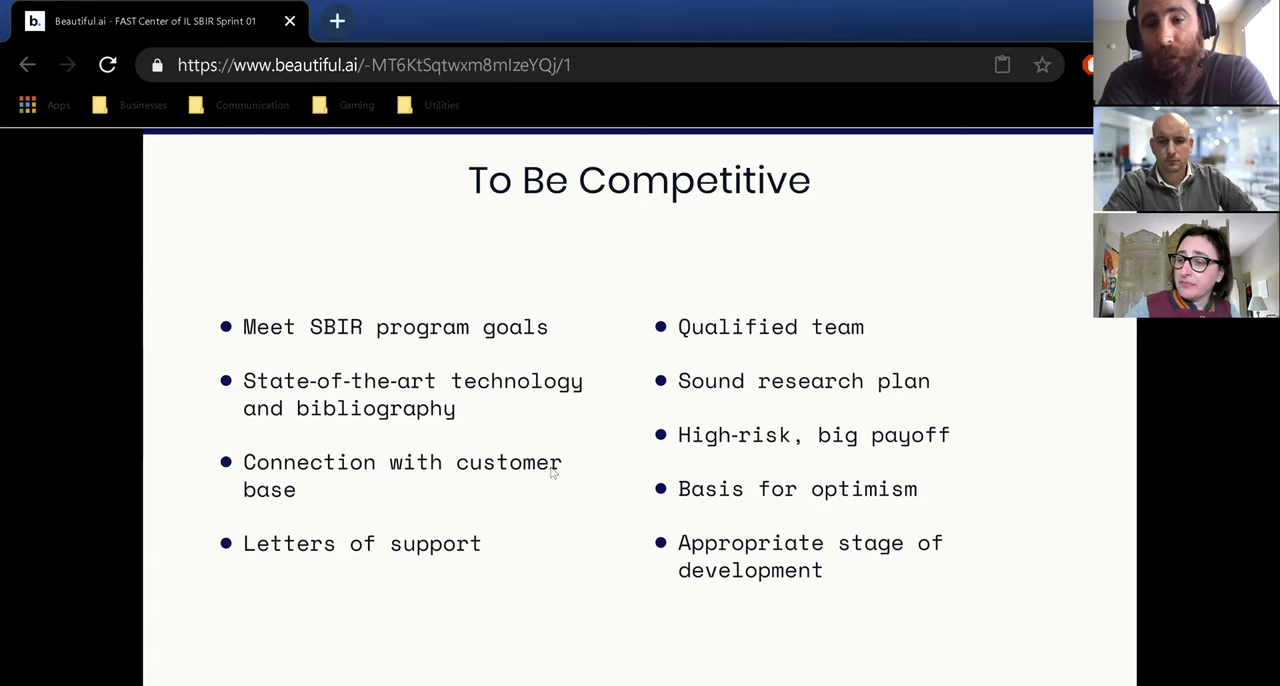 b.
Beautiful.ai - FAST Center of IL SBIR Sprint 01
https://www.beautiful.ai/-MT6KtSqtwxm8mIzeYQj/1
Apps
Businesses
Communication
Gaming
Utilities
To Be Competitive
Meet SBIR program goals
State-of-the-art technology
and bibliography
Connection with customer
base
Letters of support
Qualified team
Sound research plan
High-risk, big payoff
Basis for optimism
Appropriate stage of
development